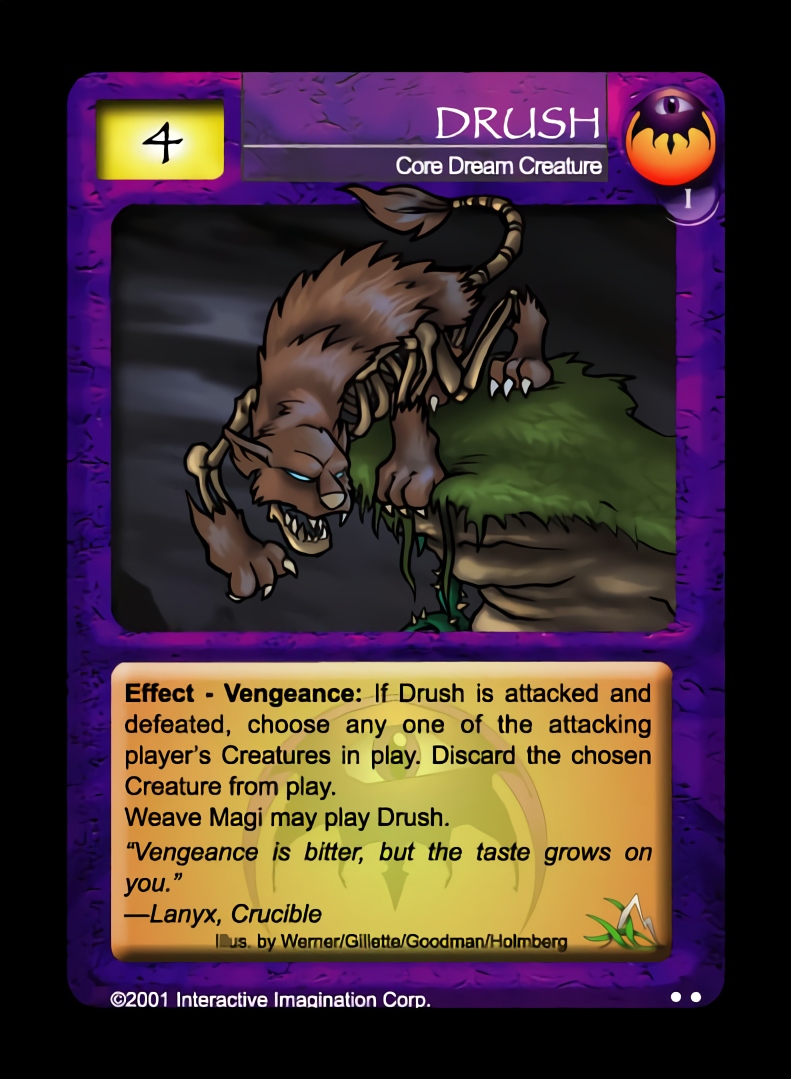 4
DRUSH
Core Dream Creature
I
Effect - Vengeance: If Drush is attacked and
defeated, choose any one of the attacking
player's Creatures in play. Discard the chosen
Creature from play.
Weave Magi may play Drush.
"Vengeance is bitter, but the taste grows on
you."
—Lanyx, Crucible
Illus. by Werner/Gillette/Goodman/Holmberg
©2001 Interactive Imagination Corp.